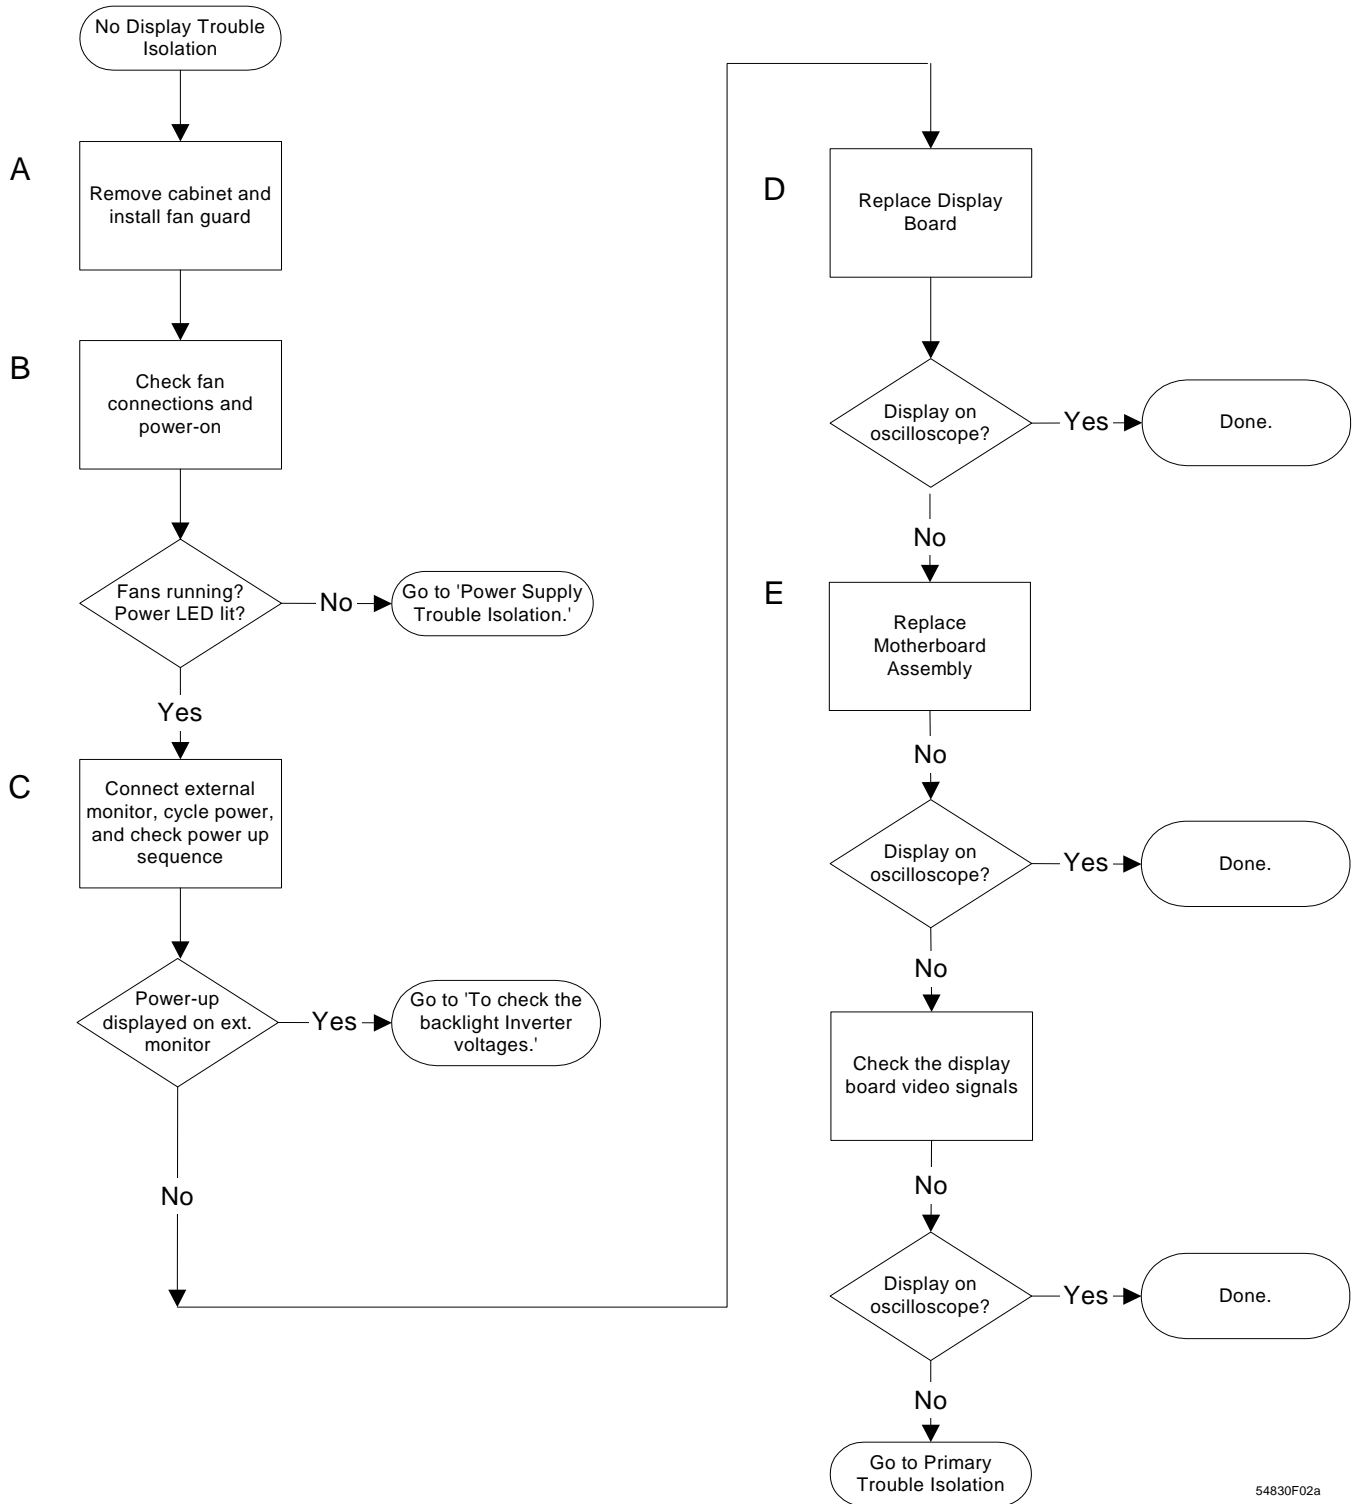 No Display Trouble
Isolation
A
Remove cabinet and
install fan guard
B
Check fan
connections and
power-on
Fans running?
Power LED lit?
No
Go to 'Power Supply
Trouble Isolation.'
Yes
C
Connect external
monitor, cycle power,
and check power up
sequence
Power-up
displayed on ext.
monitor
Yes
Go to 'To check the
backlight Inverter
voltages.'
No
D
Replace Display
Board
Display on
oscilloscope?
Yes
Done.
No
E
Replace
Motherboard
Assembly
No
Display on
oscilloscope?
Yes
Done.
No
Check the display
board video signals
No
Display on
oscilloscope?
Yes
Done.
No
Go to Primary
Trouble Isolation
54830F02a